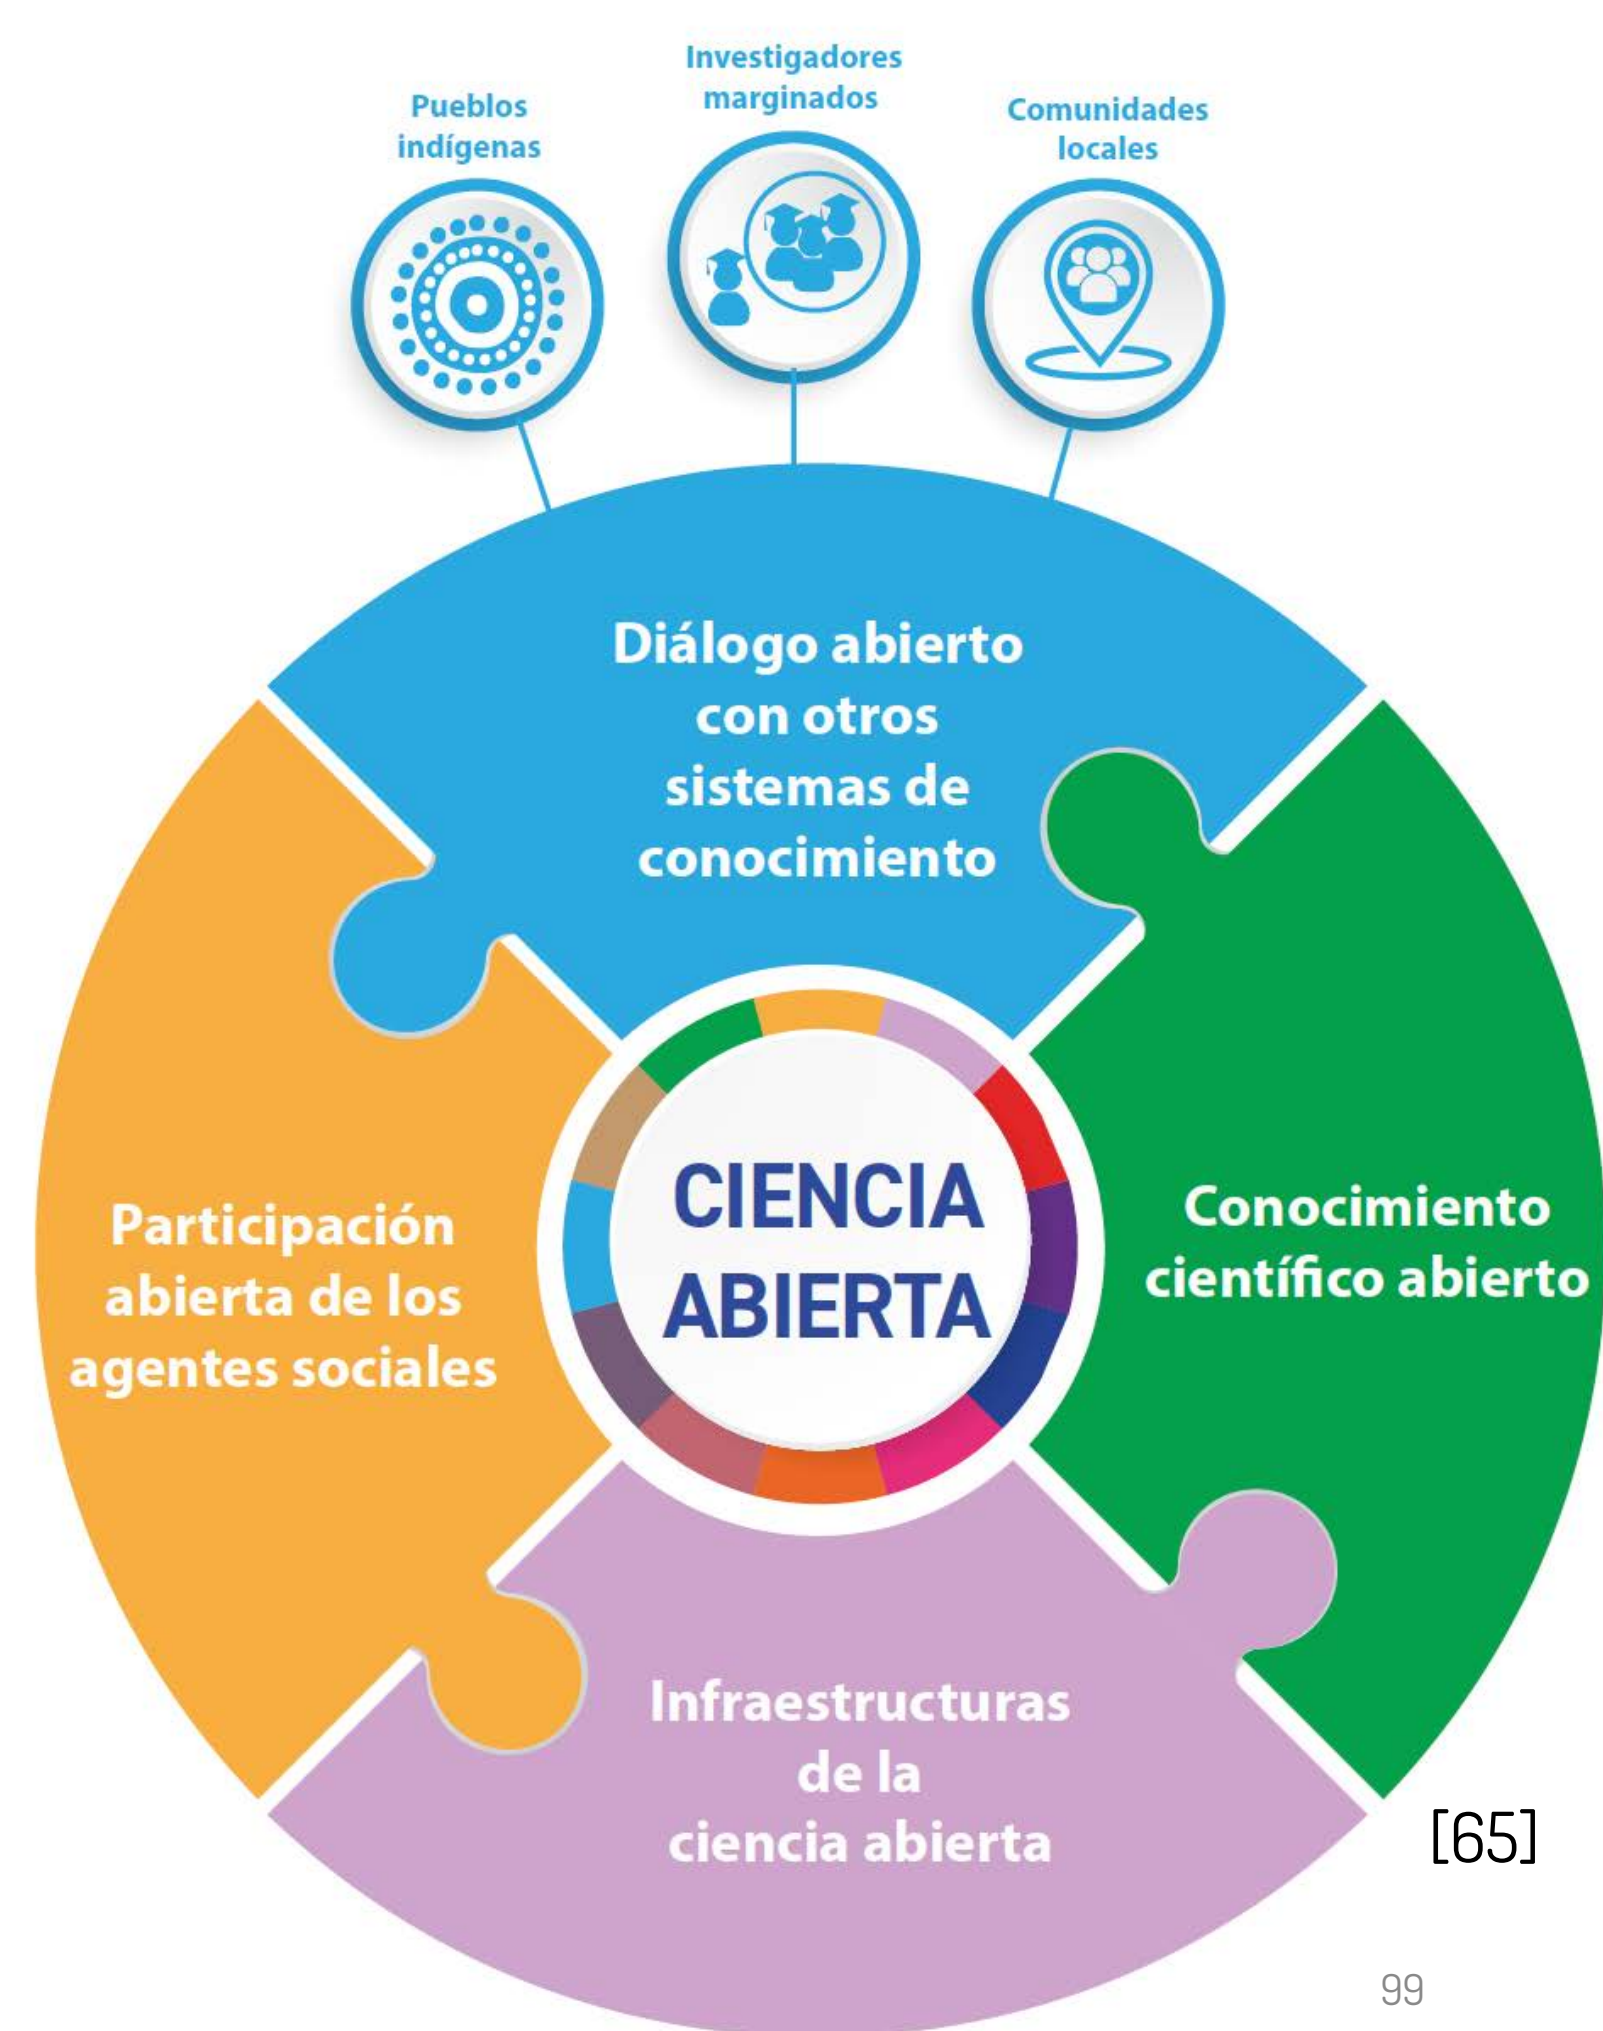 Investigadores
marginados
Pueblos
indígenas
Comunidades
locales
Diálogo abierto
con otros
sistemas de
conocimiento
Participación
abierta de los
agentes sociales
CIENCIA
ABIERTA
Conocimiento
científico abierto
Infraestructuras
de la
ciencia abierta
[65]
99